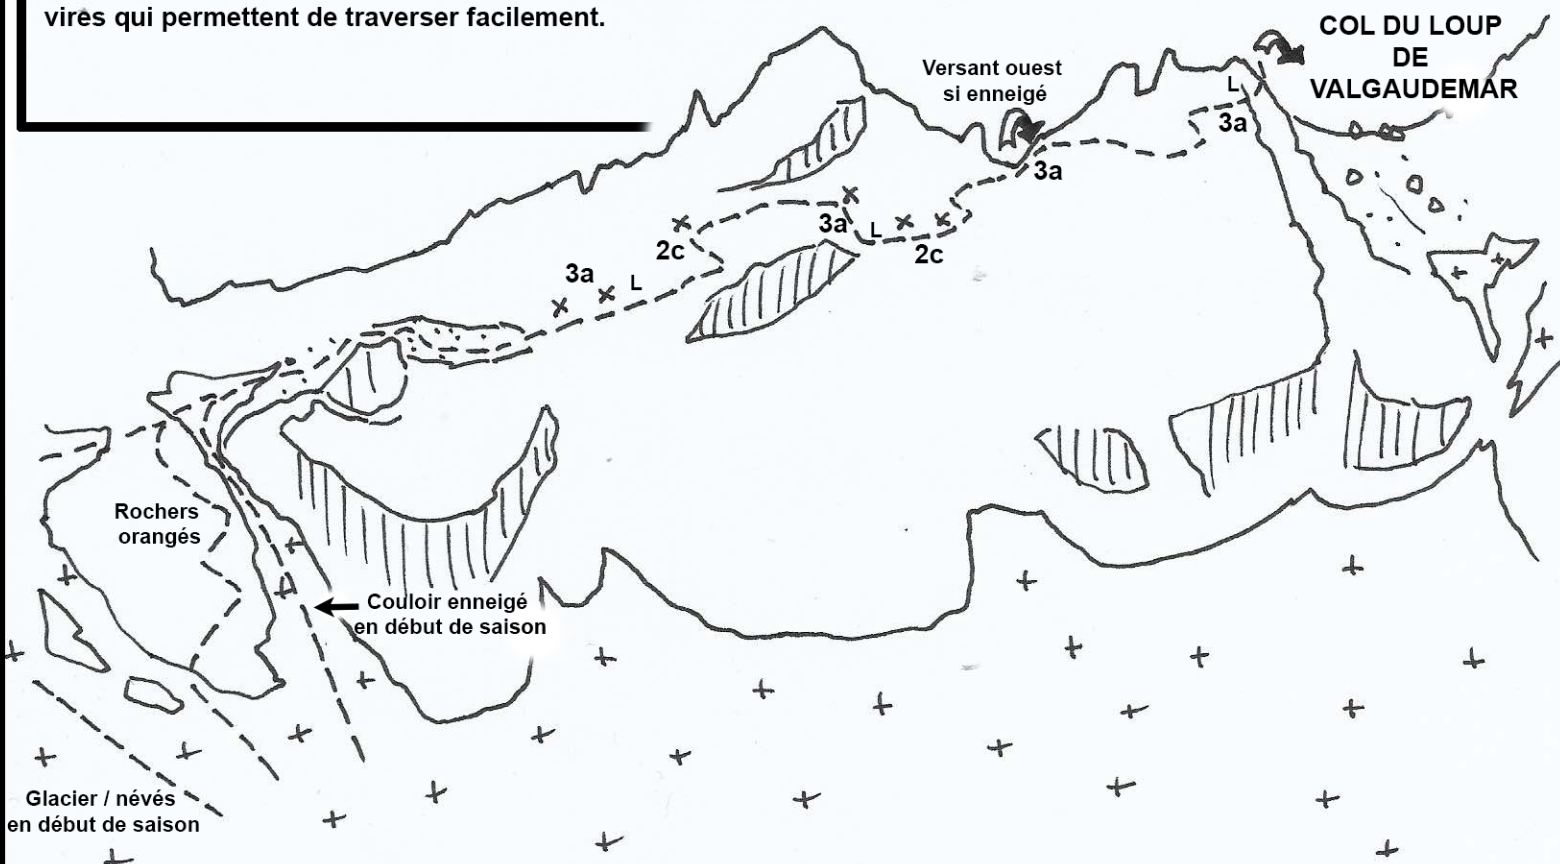 vires qui permettent de traverser facilement.
COL DU LOUP
DE
VALGAUDEMAR
Versant ouest
si enneigé
L
3a
3a
3a
L
2c
2c
3a
L
Rochers
orangés
Couloir enneigé
en début de saison
Glacier / névés
en début de saison